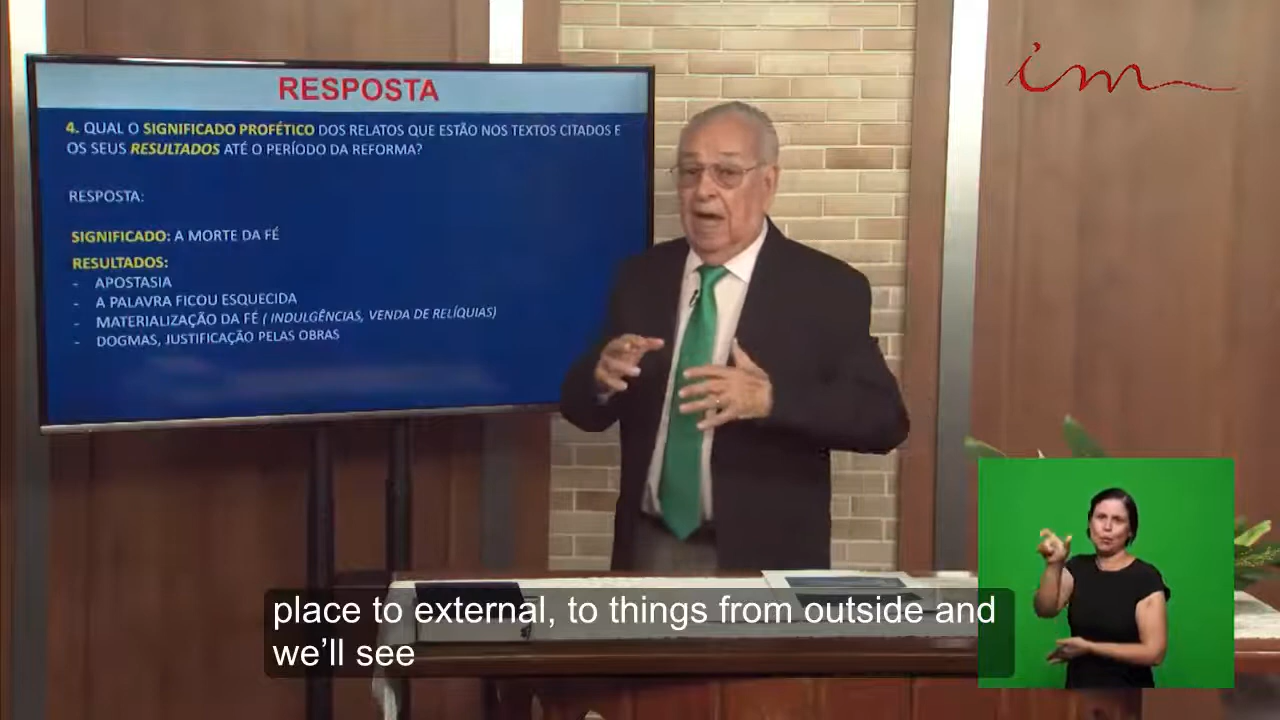 RESPOSTA
4. QUAL O SIGNIFICADO PROFÉTICO DOS RELATOS QUE ESTÃO NOS TEXTOS CITADOS E
OS SEUS RESULTADOS ATÉ O PERÍODO DA REFORMA?
RESPOSTA:
SIGNIFICADO: A MORTE DA FÉ
RESULTADOS:
- APOSTASIA
- A PALAVRA FICOU ESQUECIDA
- MATERIALIZAÇÃO DA FÉ ( INDULGÊNCIAS, VENDA DE RELÍQUIAS)
- DOGMAS, JUSTIFICAÇÃO PELAS OBRAS
im
place to external, to things from outside and
we'll see